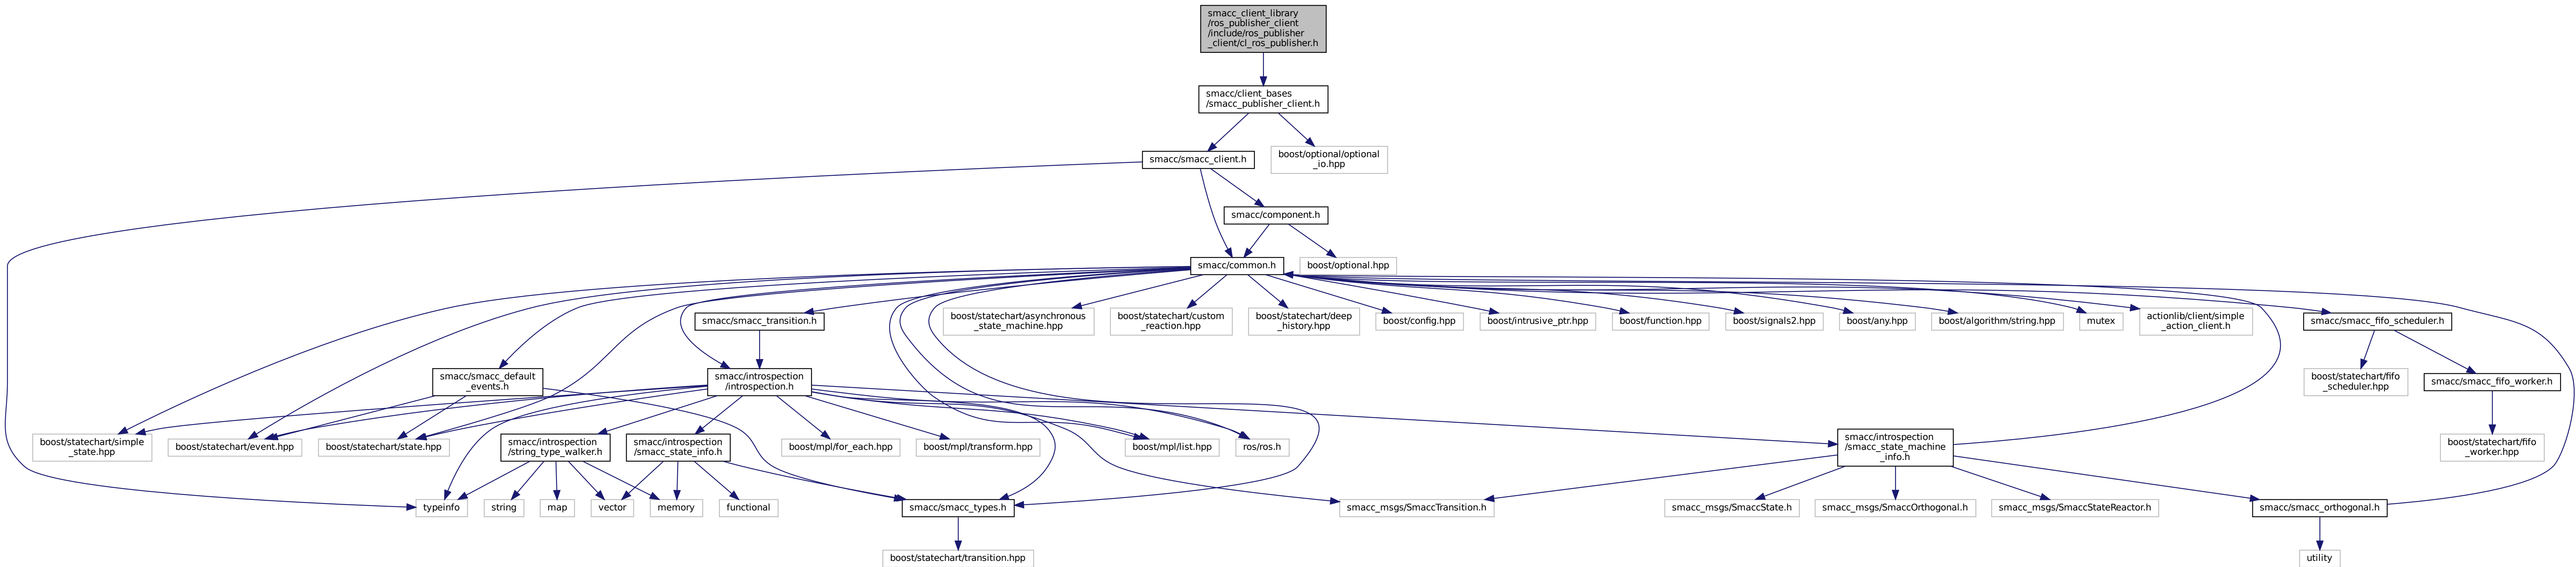 smacc_client_library
/ros_publisher_client
/include/ros_publisher
_client/cl_ros_publisher.h
smacc/client_bases
/smacc_publisher_client.h
smacc/smacc_client.h
boost/optional/optional
_io.hpp
smacc/component.h
smacc/common.h
boost/optional.hpp
smacc/smacc_transition.h
boost/statechart/asynchronous
_state_machine.hpp
boost/statechart/custom
_reaction.hpp
boost/statechart/deep
_history.hpp
boost/config.hpp
boost/intrusive_ptr.hpp
boost/function.hpp
boost/signals2.hpp
boost/any.hpp
boost/algorithm/string.hpp
mutex
actionlib/client/simple
_action_client.h
smacc/smacc_fifo_scheduler.h
smacc/smacc_default
_events.h
smacc/introspection
/introspection.h
boost/statechart/fifo
_scheduler.hpp
smacc/smacc_fifo_worker.h
boost/statechart/simple
_state.hpp
boost/statechart/event.hpp
boost/statechart/state.hpp
smacc/introspection
/string_type_walker.h
smacc/introspection
/smacc_state_info.h
boost/mpl/for_each.hpp
boost/mpl/transform.hpp
boost/mpl/list.hpp
ros/ros.h
smacc/introspection
/smacc_state_machine
_info.h
boost/statechart/fifo
_worker.hpp
typeinfo
string
map
vector
memory
functional
smacc/smacc_types.h
smacc_msgs/SmaccTransition.h
smacc_msgs/SmaccState.h
smacc_msgs/SmaccOrthogonal.h
smacc_msgs/SmaccStateReactor.h
smacc/smacc_orthogonal.h
boost/statechart/transition.hpp
utility